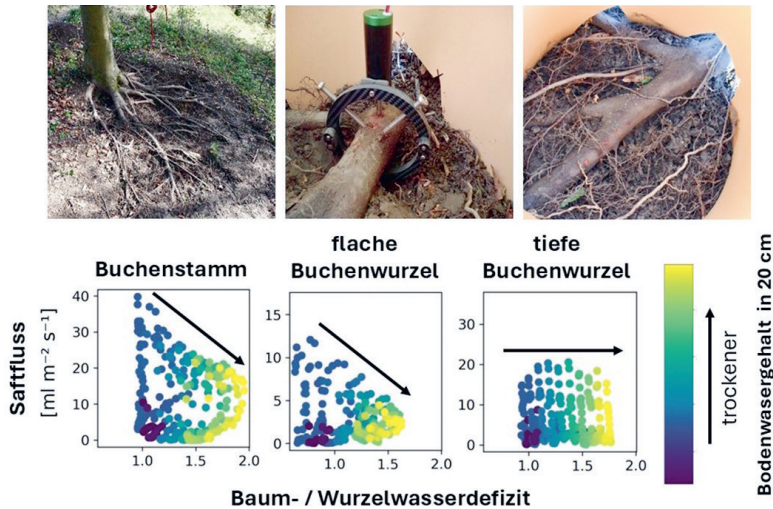 Buchenstamm
flache
Buchenwurzel
tiefe
Buchenwurzel
Saftfluss
[ml m⁻² s⁻¹]
40
30
20
10
0
1.0
1.5
2.0
15
10
5
0
1.0
1.5
2.0
30
20
10
0
1.0
1.5
2.0
Baum- / Wurzelwasserdefizit
trockener
Bodenwasergehalt in 20 cm